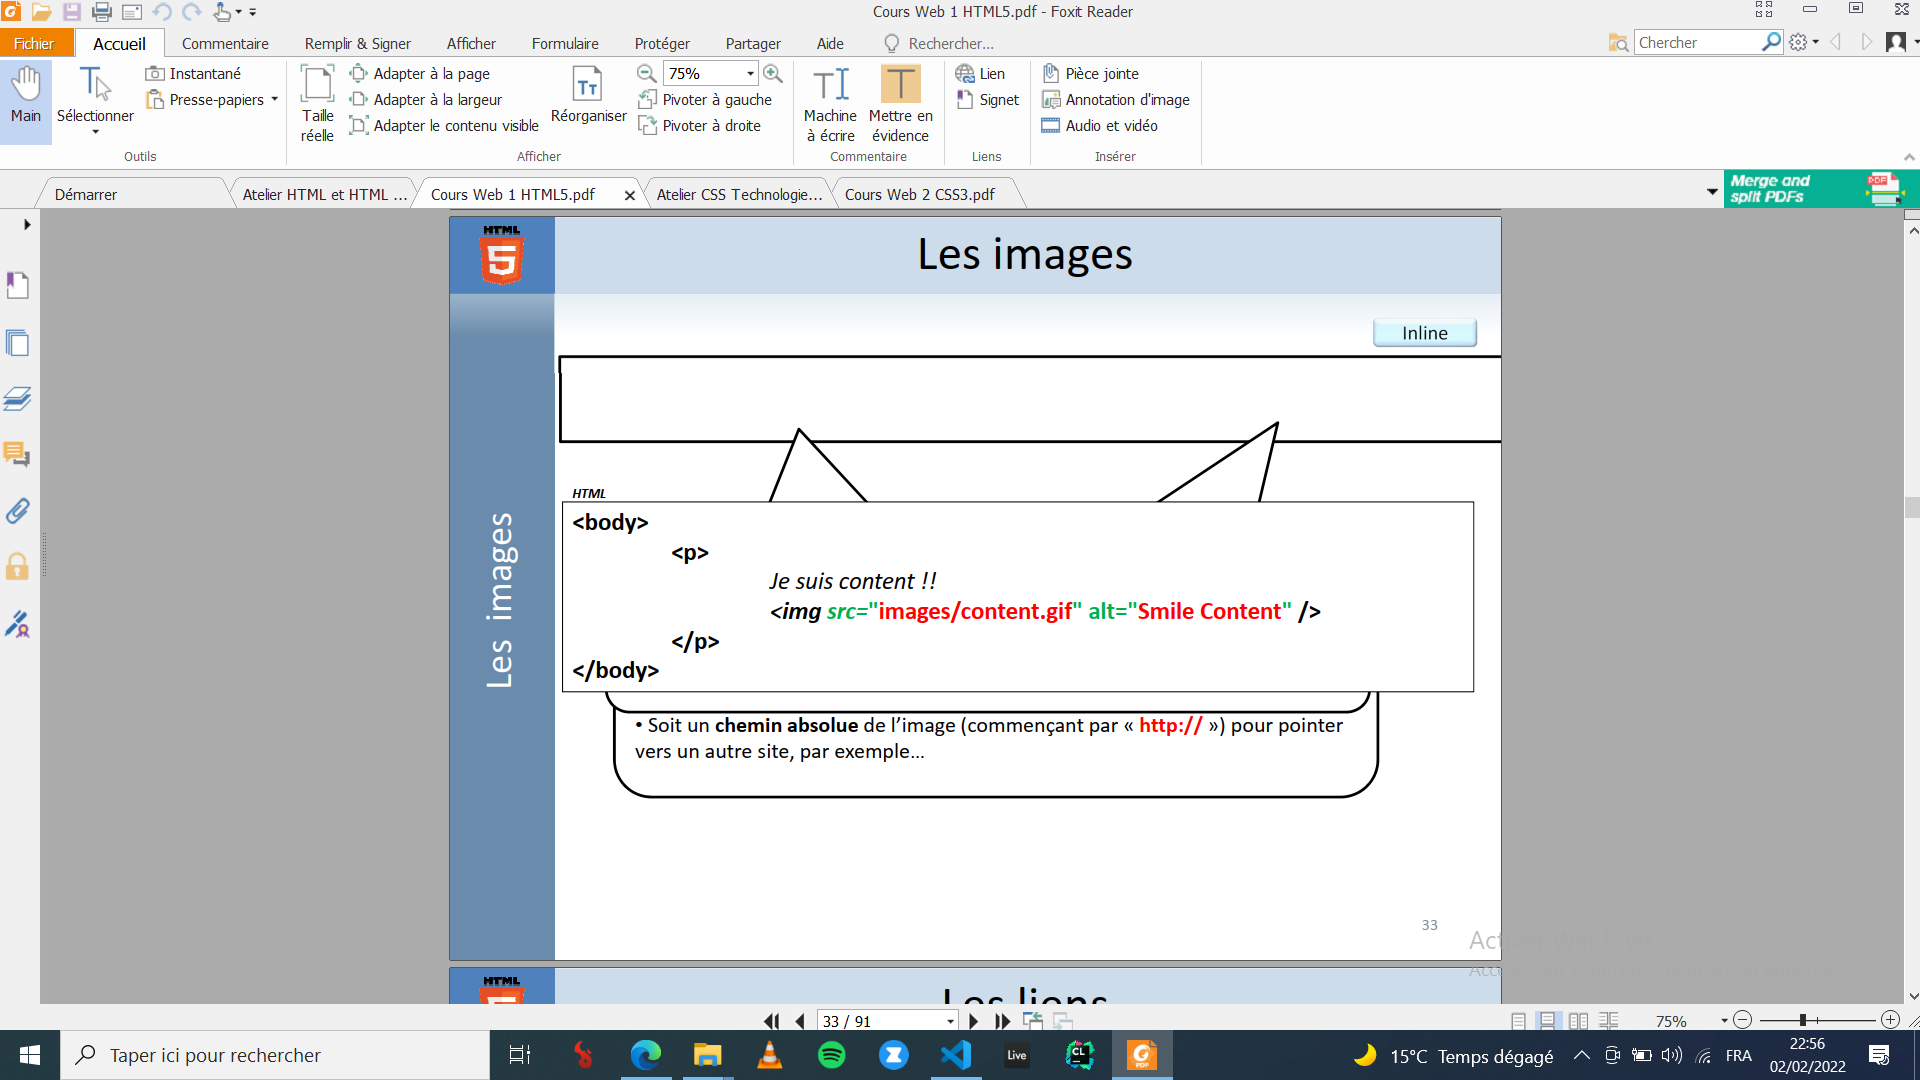 Cours Web 1 HTML5.pdf - Foxit Reader
Fichier Accueil Commentaire Remplir & Signer Afficher Formulaire Protéger Partager Aide Rechercher... Chercher
Main
Sélectionner
Instantané
Presse-papiers
Outils
Taille réelle
Adapter à la page
Adapter à la largeur
Adapter le contenu visible
Réorganiser
75%
Pivoter à gauche
Pivoter à droite
Afficher
Machine à écrire
Mettre en évidence
Commentaire
Lien
Signet
Liens
Pièce jointe
Annotation d'image
Audio et vidéo
Insérer
Démarrer Atelier HTML et HTML ... Cours Web 1 HTML5.pdf Atelier CSS Technologie... Cours Web 2 CSS3.pdf
Merge and
split PDFs
PDF
HTML
5
Les images
Inline
Les images
HTML
<body>
<p>
Je suis content !!
<img src="images/content.gif" alt="Smile Content" />
</p>
</body>
• Soit un chemin absolue de l'image (commençant par « http:// ») pour pointer
vers un autre site, par exemple...
33
HTML
Les liens
33 / 91
75%
Taper ici pour rechercher
Live
CL
PDF
15°C Temps dégagé
FRA
22:56
02/02/2022